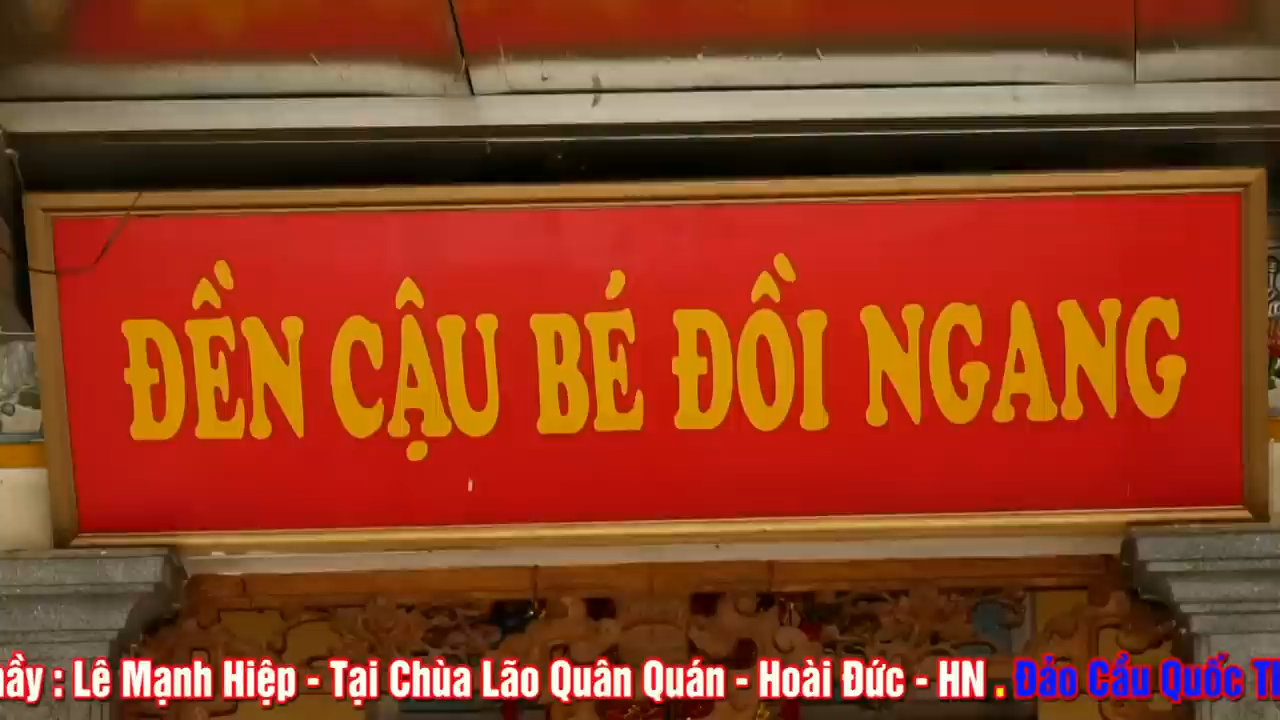 ĐỀN CẬU BÉ ĐỒI NGANG
: Lê Mạnh Hiệp - Tại Chùa Lão Quân Quán - Hoài Đức - HN . Đảo Cầu Quốc